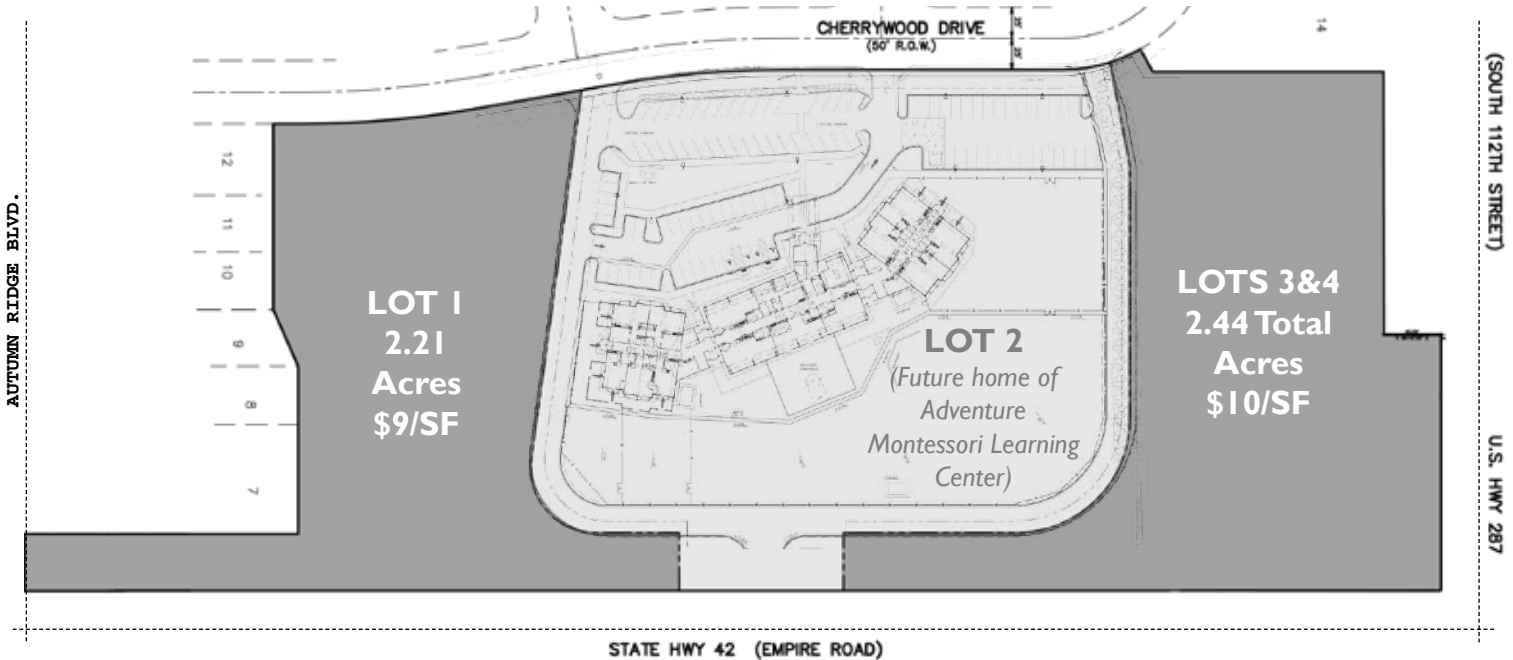 CHERRYWOOD DRIVE
(50' R.O.W.)
25'
25'
14
(SOUTH 112TH STREET)
AUTUMN RIDGE BLVD.
12
11
10
9
8
7
LOT 1
2.21
Acres
$9/SF
LOT 2
(Future home of
Adventure
Montessori Learning
Center)
LOTS 3&4
2.44 Total
Acres
$10/SF
U.S. HWY 287
STATE HWY 42 (EMPIRE ROAD)